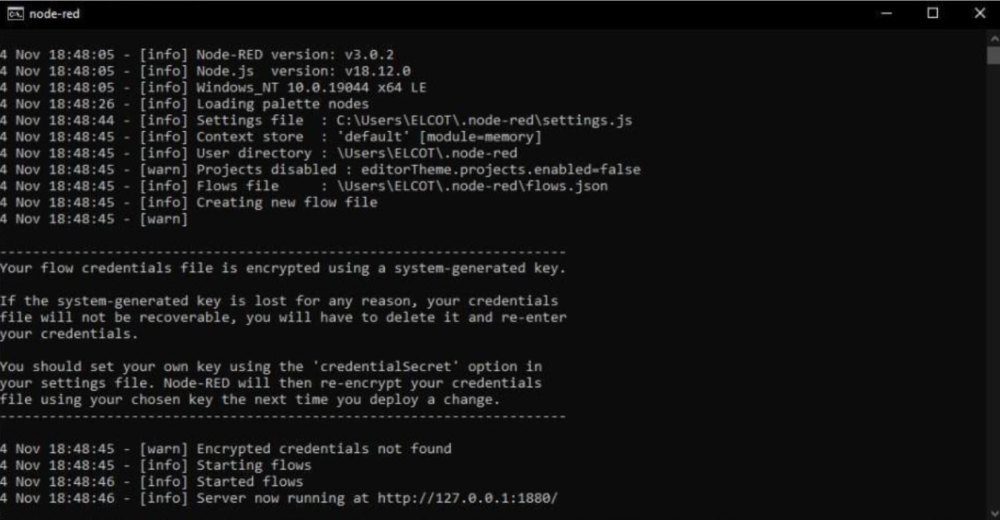 node-red
4 Nov 18:48:05 - [info] Node-RED version: v3.0.2
4 Nov 18:48:05 - [info] Node.js  version: v18.12.0
4 Nov 18:48:05 - [info] Windows_NT 10.0.19044 x64 LE
4 Nov 18:48:26 - [info] Loading palette nodes
4 Nov 18:48:44 - [info] Settings file  : C:\Users\ELCOT\.node-red\settings.js
4 Nov 18:48:45 - [info] Context store  : 'default' [module=memory]
4 Nov 18:48:45 - [info] User directory : \Users\ELCOT\.node-red
4 Nov 18:48:45 - [warn] Projects disabled : editorTheme.projects.enabled=false
4 Nov 18:48:45 - [info] Flows file     : \Users\ELCOT\.node-red\flows.json
4 Nov 18:48:45 - [info] Creating new flow file
4 Nov 18:48:45 - [warn]
---------------------------------------------------------------------
Your flow credentials file is encrypted using a system-generated key.
If the system-generated key is lost for any reason, your credentials
file will not be recoverable, you will have to delete it and re-enter
your credentials.
You should set your own key using the 'credentialSecret' option in
your settings file. Node-RED will then re-encrypt your credentials
file using your chosen key the next time you deploy a change.
---------------------------------------------------------------------
4 Nov 18:48:45 - [warn] Encrypted credentials not found
4 Nov 18:48:45 - [info] Starting flows
4 Nov 18:48:46 - [info] Started flows
4 Nov 18:48:46 - [info] Server now running at http://127.0.0.1:1880/